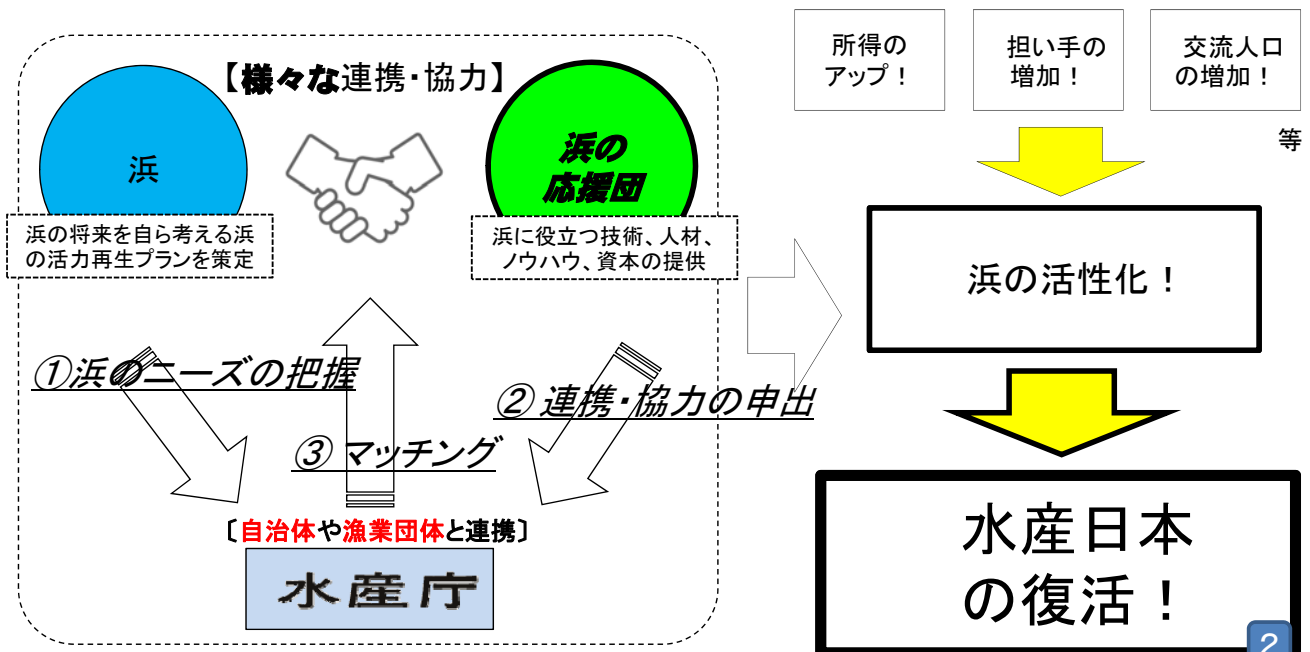 【様々な連携・協力】
浜
浜の
応援団
浜の将来を自ら考える浜
の活力再生プランを策定
浜に役立つ技術、人材、
ノウハウ、資本の提供
①浜のニーズの把握
②連携・協力の申出
③マッチング
〔自治体や漁業団体と連携〕
水産庁
所得の
アップ！
担い手の
増加！
交流人口
の増加！
等
浜の活性化！
水産日本
の復活！
2